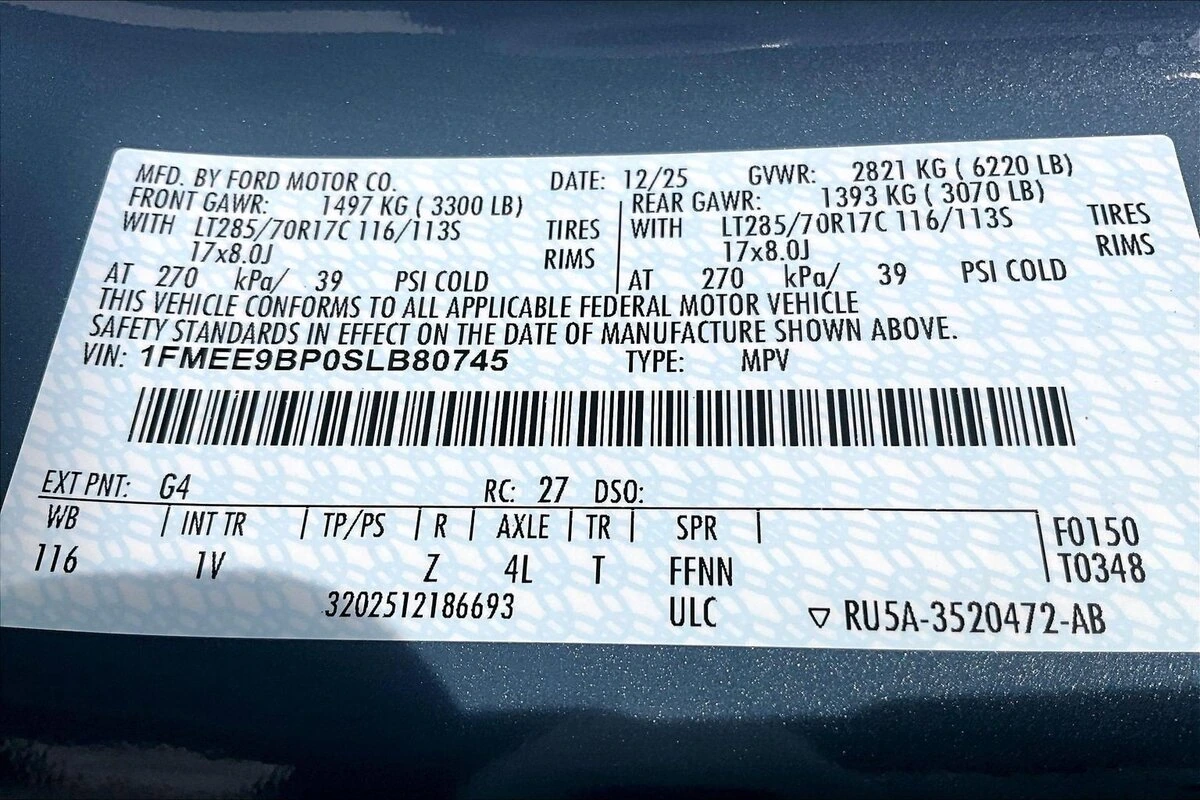 MFD. BY FORD MOTOR CO. DATE: 12/25 GVWR: 2821 KG ( 6220 LB)
FRONT GAWR: 1497 KG ( 3300 LB) REAR GAWR: 1393 KG ( 3070 LB)
WITH LT285/70R17C 116/113S TIRES WITH LT285/70R17C 116/113S TIRES
17x8.0J RIMS 17x8.0J RIMS
AT 270 kPa/ 39 PSI COLD AT 270 kPa/ 39 PSI COLD
THIS VEHICLE CONFORMS TO ALL APPLICABLE FEDERAL MOTOR VEHICLE
SAFETY STANDARDS IN EFFECT ON THE DATE OF MANUFACTURE SHOWN ABOVE.
VIN: 1FMEE9BP0SLB80745 TYPE: MPV
EXT PNT: G4 RC: 27 DSO:
WB | INT TR | TP/PS | R | AXLE | TR | SPR | F0150
116 1V Z 4L T FFNN T0348
3202512186693 ULC ▽ RU5A-3520472-AB